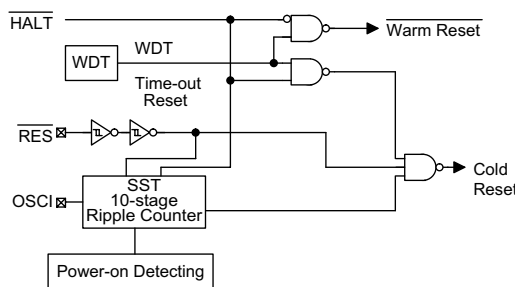 HALT
Warm Reset
WDT
WDT
Time-out
Reset
RES
Cold
Reset
SST
10-stage
Ripple Counter
OSCI
Power-on Detecting